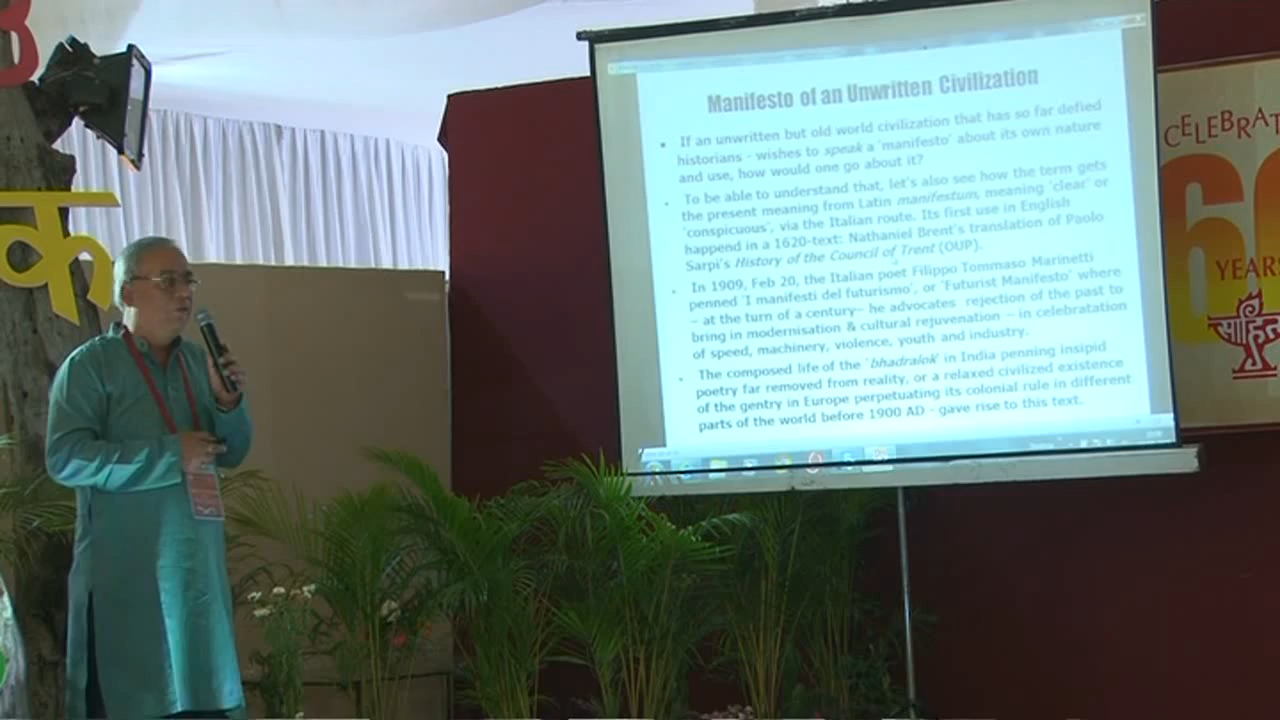 3
क
Manifesto of an Unwritten Civilization
If an unwritten but old world civilization that has so far defied
historians - wishes to speak a 'manifesto' about its own nature
and use, how would one go about it?
To be able to understand that, let's also see how the term gets
the present meaning from Latin manifestum, meaning 'clear' or
'conspicuous', via the Italian route. Its first use in English
happend in a 1620-text: Nathaniel Brent's translation of Paolo
Sarpi's History of the Council of Trent (OUP).
In 1909, Feb 20, the Italian poet Filippo Tommaso Marinetti
penned 'I manifesti del futurismo', or 'Futurist Manifesto' where
– at the turn of a century– he advocates rejection of the past to
bring in modernisation & cultural rejuvenation – in celebratation
of speed, machinery, violence, youth and industry.
The composed life of the 'bhadralok' in India penning insipid
poetry far removed from reality, or a relaxed civilized existence
of the gentry in Europe perpetuating its colonial rule in different
parts of the world before 1900 AD - gave rise to this text.
CELEBRAT
60
YEARS
साहित